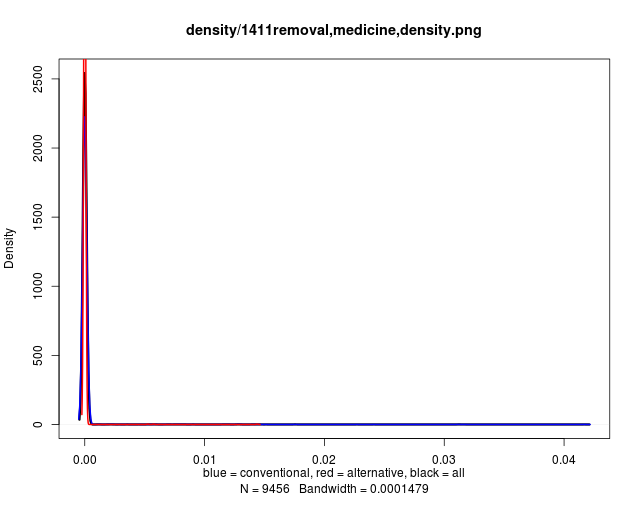 density/1411removal,medicine,density.png
Density
2500
2000
1500
1000
500
0
0.00 0.01 0.02 0.03 0.04
blue = conventional, red = alternative, black = all
N = 9456 Bandwidth = 0.0001479